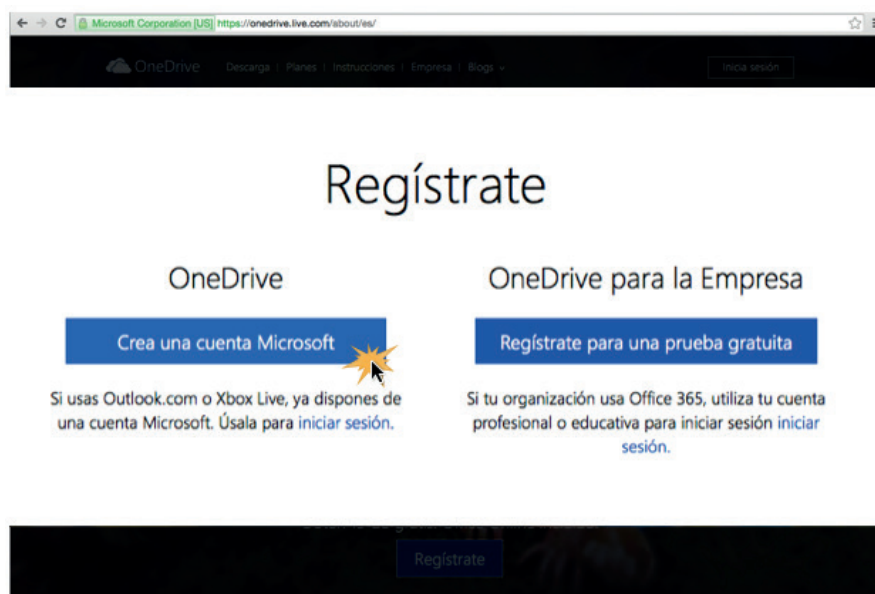 Microsoft Corporation [US] https://onedrive.live.com/about/es/
OneDrive Descarga | Planes | Instrucciones | Empresa | Blogs
Inicia sesión
Regístrate
OneDrive
Crea una cuenta Microsoft
Si usas Outlook.com o Xbox Live, ya dispones de
una cuenta Microsoft. Úsala para iniciar sesión.
OneDrive para la Empresa
Regístrate para una prueba gratuita
Si tu organización usa Office 365, utiliza tu cuenta
profesional o educativa para iniciar sesión iniciar
sesión.
Regístrate